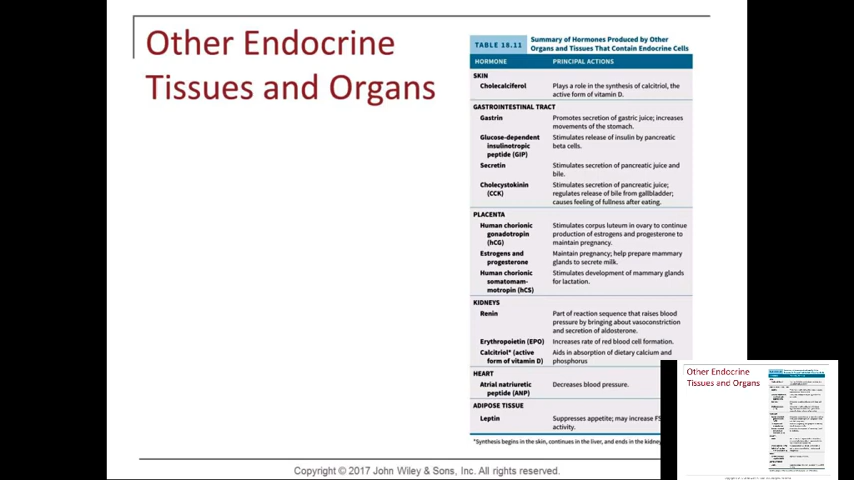 Other Endocrine
Tissues and Organs
TABLE 18.11
Summary of Hormones Produced by Other
Organs and Tissues That Contain Endocrine Cells
HORMONE PRINCIPAL ACTIONS
SKIN
Cholecalciferol Plays a role in the synthesis of calcitriol, the
active form of vitamin D.
GASTROINTESTINAL TRACT
Gastrin Promotes secretion of gastric juice; increases
movements of the stomach.
Glucose-dependent Stimulates release of insulin by pancreatic
insulinotropic beta cells.
peptide (GIP)
Secretin Stimulates secretion of pancreatic juice and
bile.
Cholecystokinin Stimulates secretion of pancreatic juice;
(CCK) regulates release of bile from gallbladder;
causes feeling of fullness after eating.
PLACENTA
Human chorionic Stimulates corpus luteum in ovary to continue
gonadotropin production of estrogens and progesterone to
(hCG) maintain pregnancy.
Estrogens and Maintain pregnancy; help prepare mammary
progesterone glands to secrete milk.
Human chorionic Stimulates development of mammary glands
somatomam- for lactation.
motropin (hCS)
KIDNEYS
Renin Part of reaction sequence that raises blood
pressure by bringing about vasoconstriction
and secretion of aldosterone.
Erythropoietin (EPO) Increases rate of red blood cell formation.
Calcitriol* (active Aids in absorption of dietary calcium and
form of vitamin D) phosphorus
HEART
Atrial natriuretic Decreases blood pressure.
peptide (ANP)
ADIPOSE TISSUE
Leptin Suppresses appetite; may increase FS
activity.
*Synthesis begins in the skin, continues in the liver, and ends in the kidney
Copyright © 2017 John Wiley & Sons, Inc. All rights reserved.
Other Endocrine
Tissues and Organs